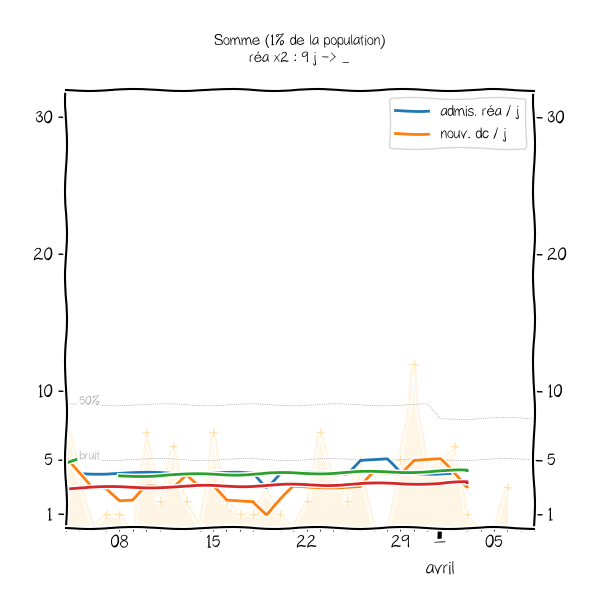 Somme (1% de la population)
réa x2 : 9 j -> _
admis. réa / j
nouv. dc / j
30
30
20
20
10
10
50%
bruit
5
5
1
1
08
15
22
29
05
avril